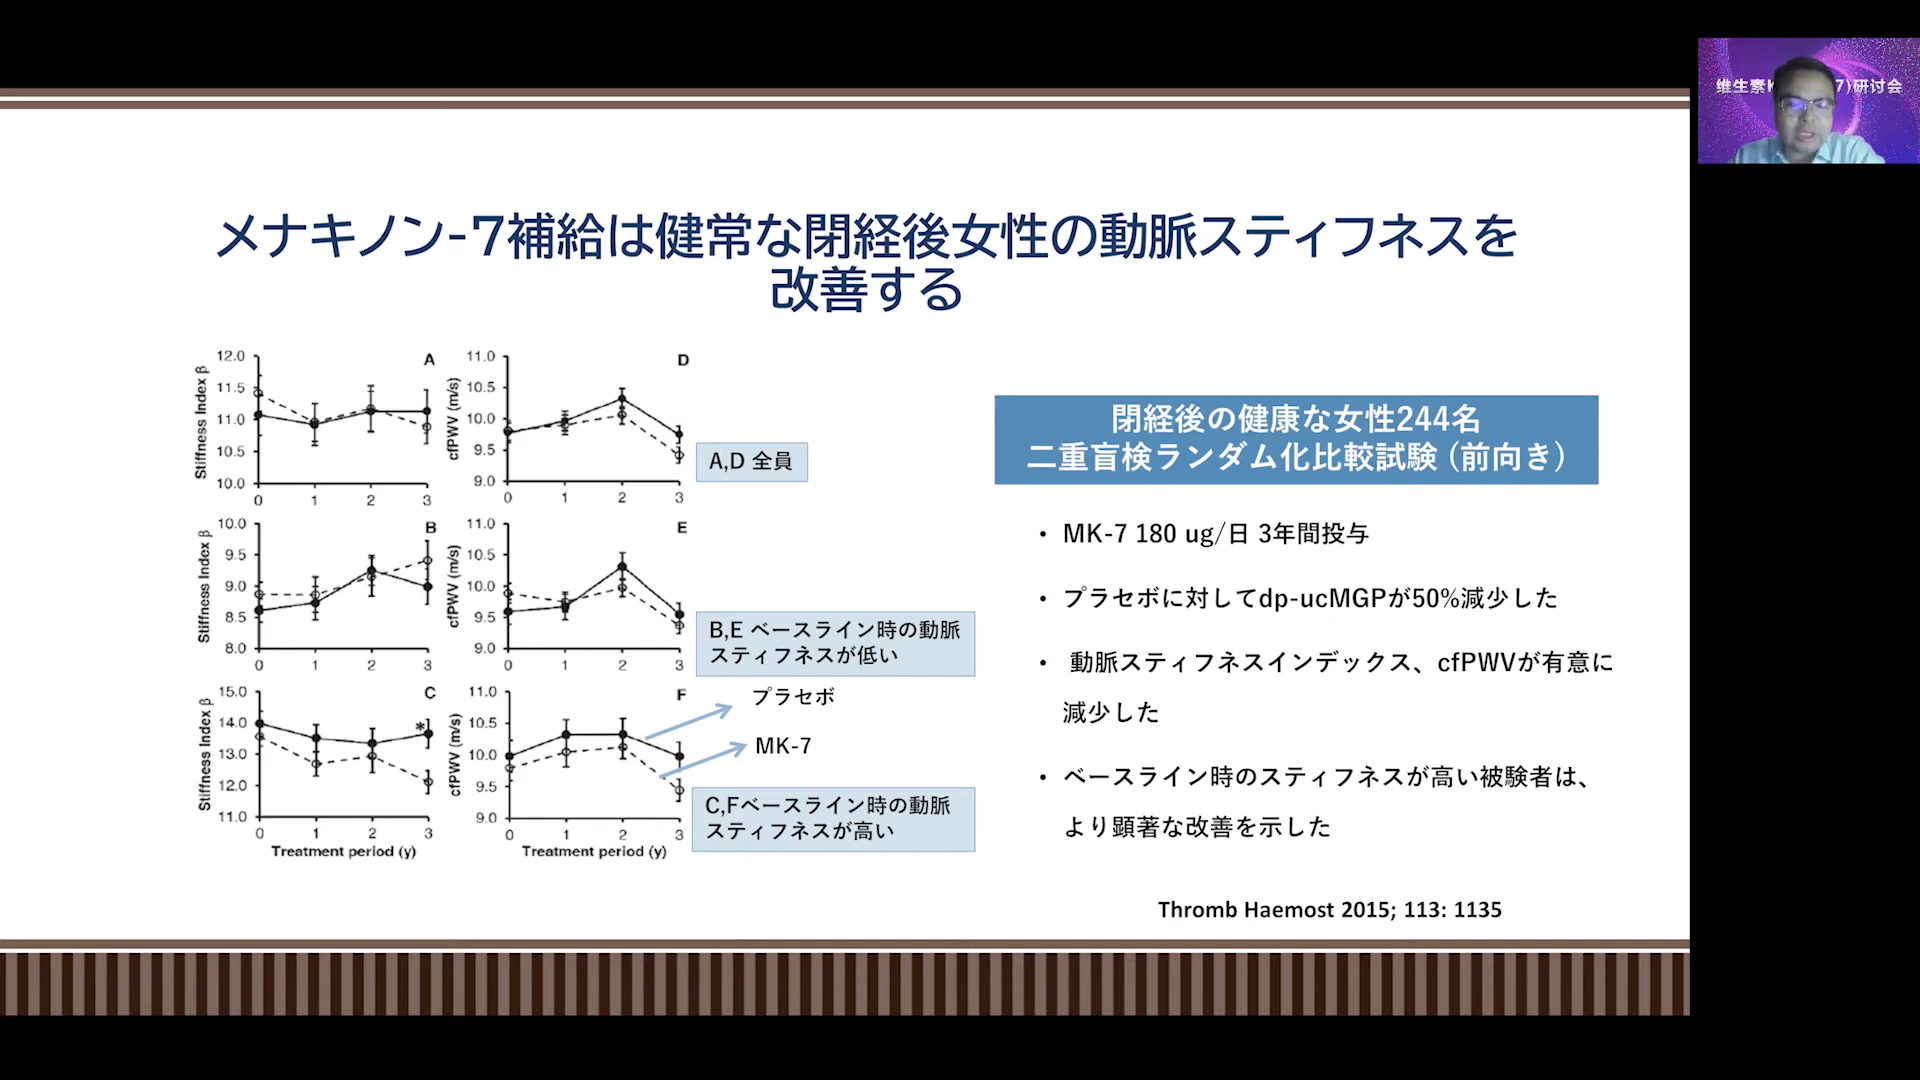 维生素K 7)研讨会
メナキノン-7補給は健常な閉経後女性の動脈スティフネスを
改善する
12.0
11.5
11.0
10.5
10.0
Stiffness Index β
A
0 1 2 3
11.0
10.5
10.0
9.5
9.0
cfPWV (m/s)
D
0 1 2 3
A,D 全員
10.0
9.5
9.0
8.5
8.0
Stiffness Index β
B
0 1 2 3
11.0
10.5
10.0
9.5
9.0
cfPWV (m/s)
E
0 1 2 3
B,E ベースライン時の動脈
スティフネスが低い
15.0
14.0
13.0
12.0
11.0
Stiffness Index β
C
*
0 1 2 3
Treatment period (y)
11.0
10.5
10.0
9.5
9.0
cfPWV (m/s)
F
0 1 2 3
Treatment period (y)
プラセボ
MK-7
C,Fベースライン時の動脈
スティフネスが高い
閉経後の健康な女性244名
二重盲検ランダム化比較試験 (前向き)
• MK-7 180 ug/日 3年間投与
• プラセボに対してdp-ucMGPが50%減少した
• 動脈スティフネスインデックス、cfPWVが有意に
減少した
• ベースライン時のスティフネスが高い被験者は、
より顕著な改善を示した
Thromb Haemost 2015; 113: 1135